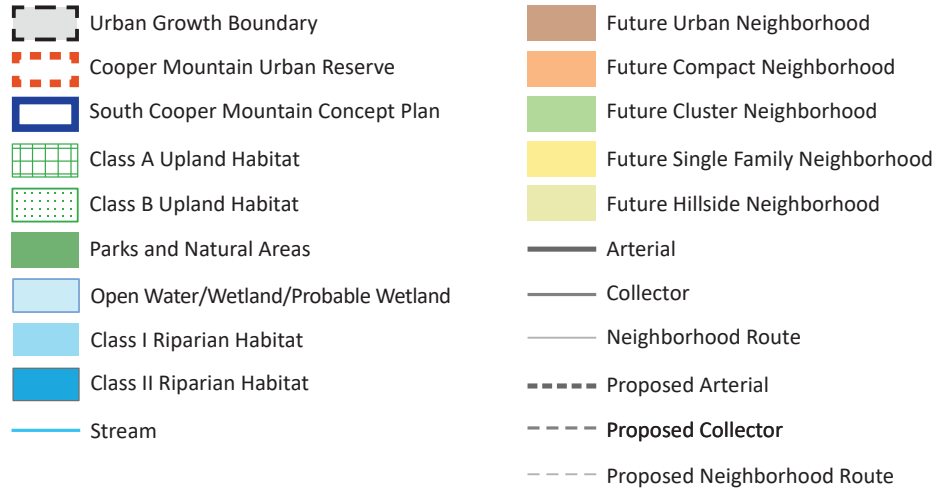 Urban Growth Boundary
Cooper Mountain Urban Reserve
South Cooper Mountain Concept Plan
Class A Upland Habitat
Class B Upland Habitat
Parks and Natural Areas
Open Water/Wetland/Probable Wetland
Class I Riparian Habitat
Class II Riparian Habitat
Stream
Future Urban Neighborhood
Future Compact Neighborhood
Future Cluster Neighborhood
Future Single Family Neighborhood
Future Hillside Neighborhood
Arterial
Collector
Neighborhood Route
Proposed Arterial
Proposed Collector
Proposed Neighborhood Route